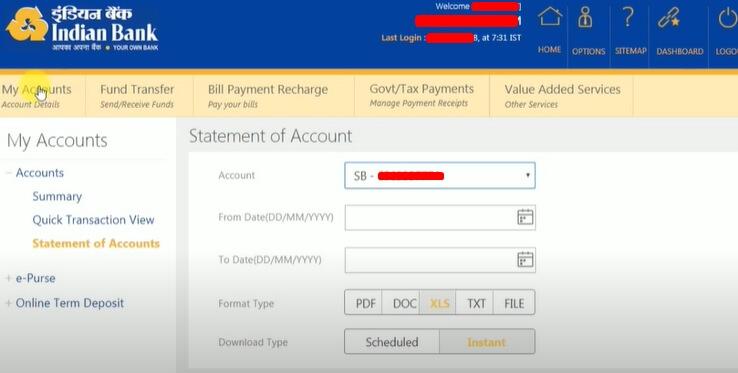 इंडियन बैंक
Indian Bank
आपका अपना बैंक • YOUR OWN BANK
Welcome ]
M
Last Login : 8, at 7:31 IST
HOME
OPTIONS
SITEMAP
DASHBOARD
LOGO
My Accounts
Account Details
Fund Transfer
Send/Receive Funds
Bill Payment Recharge
Pay your bills
Govt/Tax Payments
Manage Payment Receipts
Value Added Services
Other Services
My Accounts
− Accounts
Summary
Quick Transaction View
Statement of Accounts
+ e-Purse
+ Online Term Deposit
Statement of Account
Account
SB -
From Date(DD/MM/YYYY)
To Date(DD/MM/YYYY)
Format Type
PDF DOC XLS TXT FILE
Download Type
Scheduled Instant